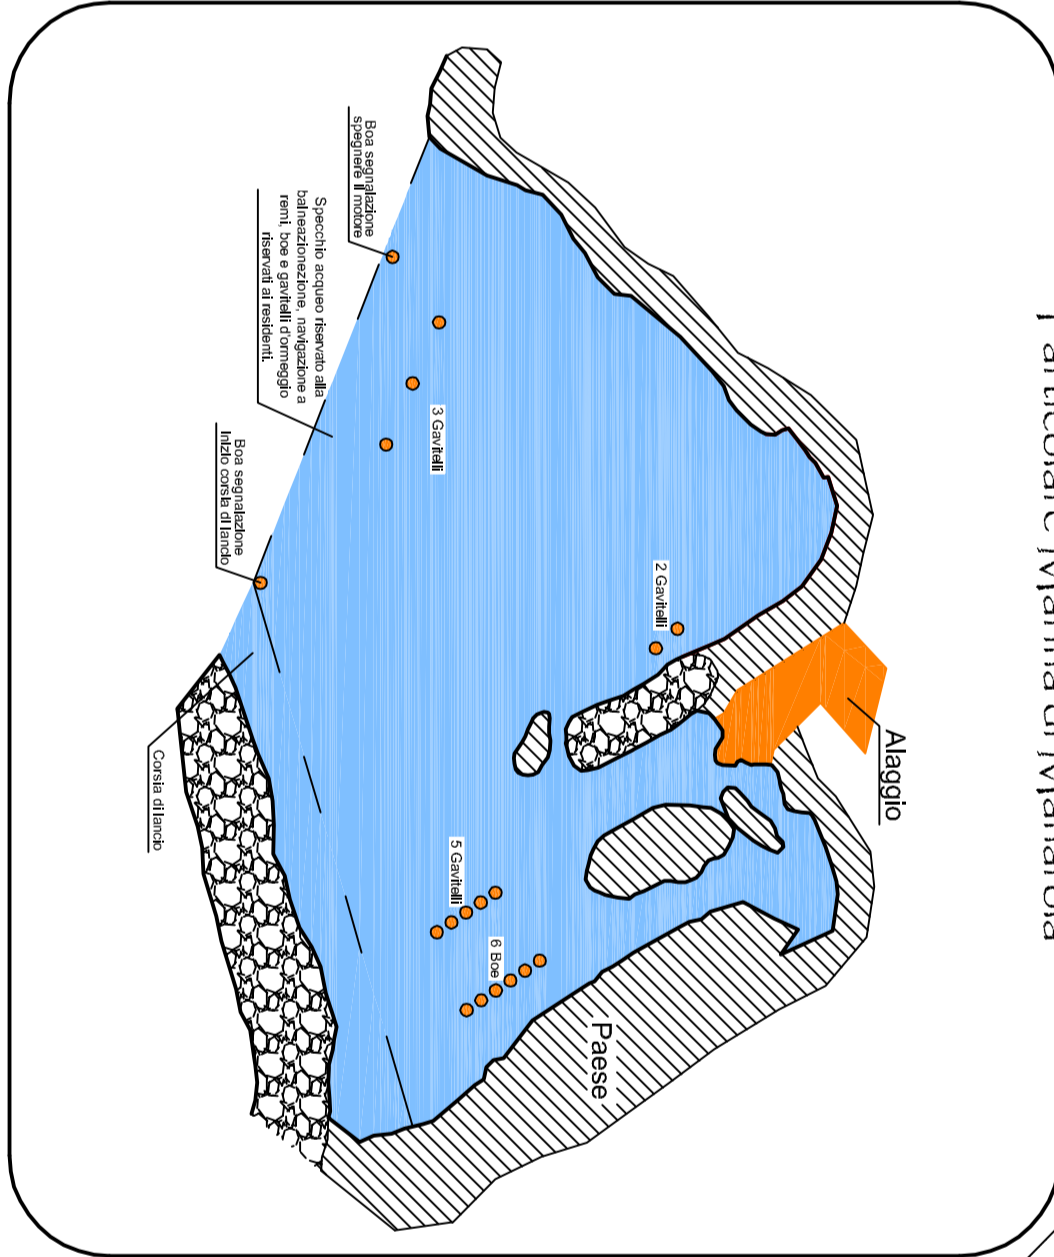 Particolare Marina di Manarola
Alaggio
Paese
2 Gavitelli
6 Boe
5 Gavitelli
3 Gavitelli
Boa segnalazione
spegnere il motore
Specchio acqueo riservato alla
balneazionezione, navigazione a
remi, boe e gavitelli d'ormeggio
riservati ai residenti.
Boa segnalazione
Inizio corsia di lancio
Corsia di lancio